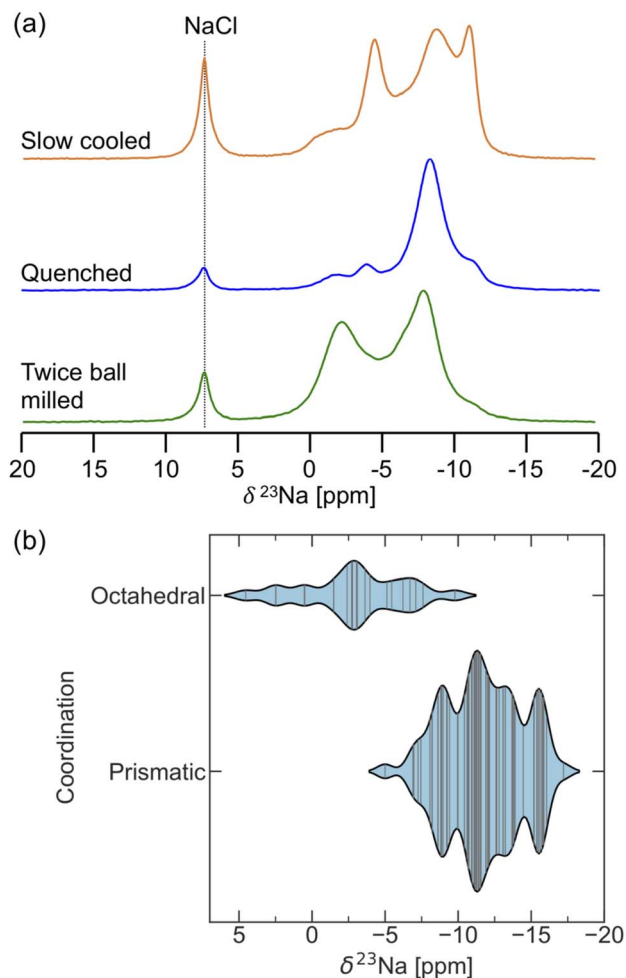 (a)
NaCl
Slow cooled
Quenched
Twice ball
milled
20 15 10 5 0 -5 -10 -15 -20
δ ²³Na [ppm]
(b)
Octahedral
Prismatic
Coordination
5 0 −5 −10 −15 −20
δ²³Na [ppm]